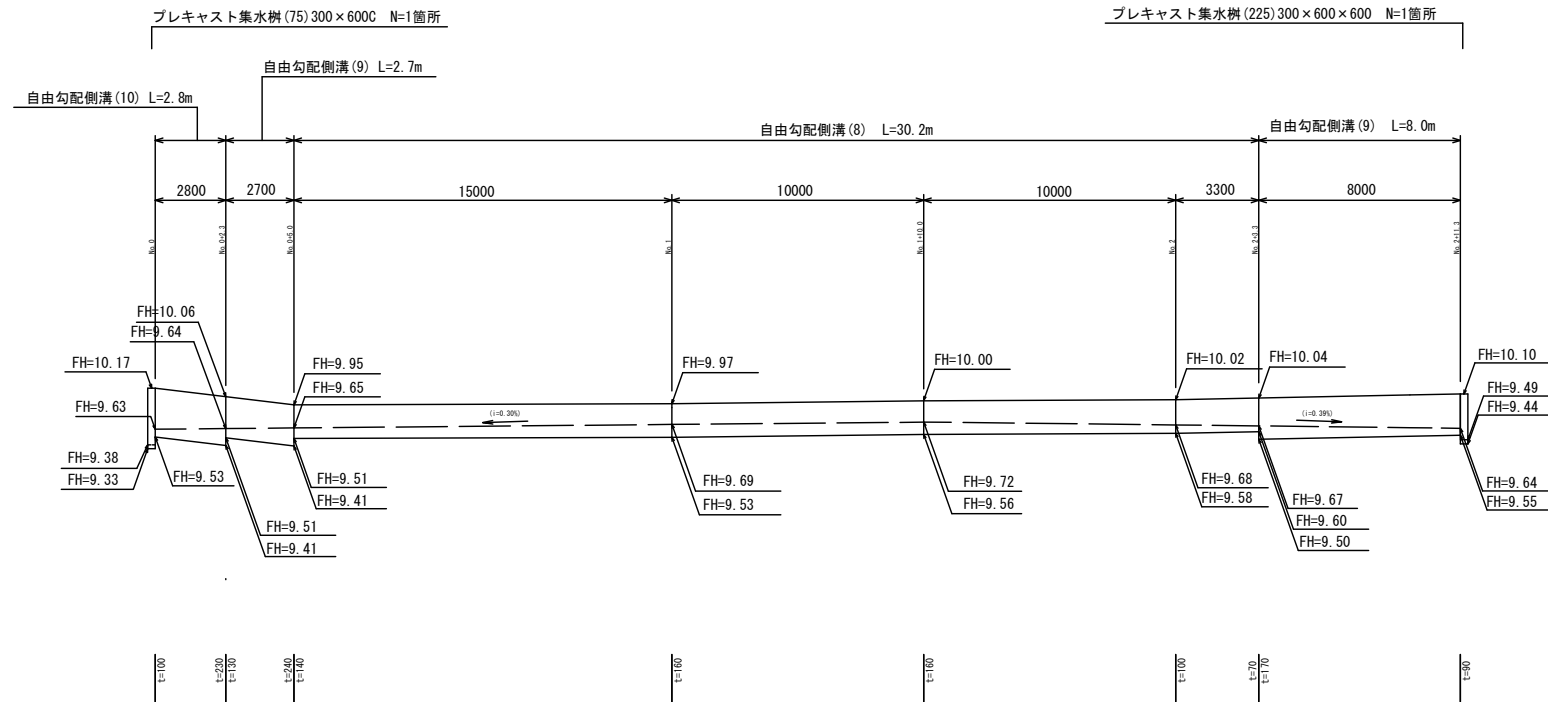 プレキャスト集水桝(75)300×600C N=1箇所
プレキャスト集水桝(225)300×600×600 N=1箇所
自由勾配側溝(9) L=2.7m
自由勾配側溝(10) L=2.8m
自由勾配側溝(8) L=30.2m
自由勾配側溝(9) L=8.0m
2800
2700
15000
10000
10000
3300
8000
No.0
No.0+2.3
No.0+5.0
No.1
No.1+10.0
No.2
No.2+3.3
No.2+11.3
FH=10.06
FH=9.64
FH=10.17
FH=9.63
FH=9.38
FH=9.33
FH=9.53
FH=9.51
FH=9.41
FH=9.95
FH=9.65
FH=9.51
FH=9.41
(i=0.30%)
FH=9.97
FH=9.69
FH=9.53
FH=10.00
FH=9.72
FH=9.56
FH=10.02
FH=9.68
FH=9.58
FH=10.04
(i=0.39%)
FH=9.67
FH=9.60
FH=9.50
FH=10.10
FH=9.49
FH=9.44
FH=9.64
FH=9.55
t=100
t=230
t=130
t=240
t=140
t=160
t=160
t=100
t=70
t=170
t=90